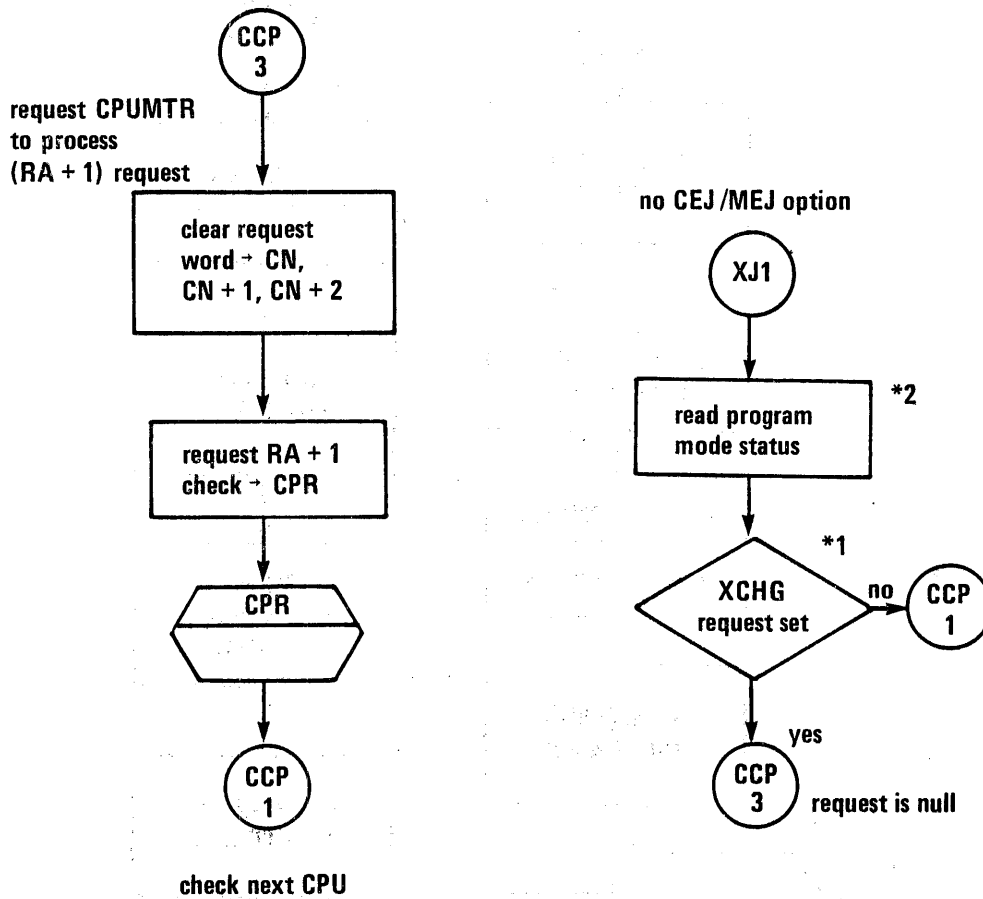 CCP
3
request CPUMTR
to process
(RA + 1) request
clear request
word → CN,
CN + 1, CN + 2
request RA + 1
check → CPR
CPR
CCP
1
check next CPU
no CEJ/MEJ option
XJ1
*2
read program
mode status
*1
XCHG
request set
no
CCP
1
yes
CCP
3
request is null